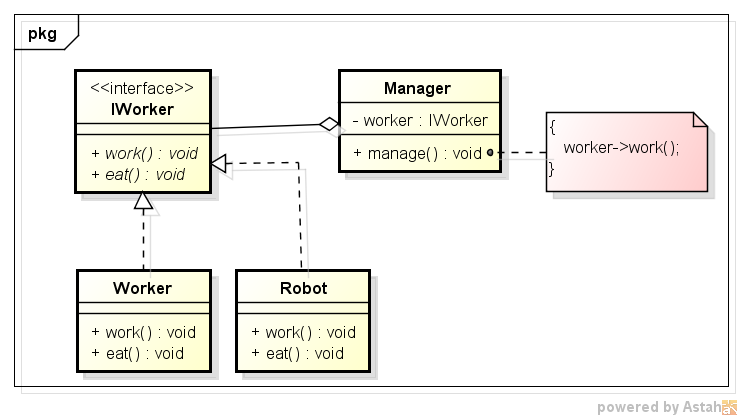 pkg
<<interface>>
IWorker
+ work() : void
+ eat() : void
Manager
- worker : IWorker
+ manage() : void
{
worker->work();
}
Worker
+ work() : void
+ eat() : void
Robot
+ work() : void
+ eat() : void
powered by Astah